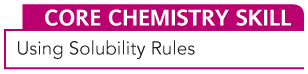 CORE CHEMISTRY SKILL
Using Solubility Rules